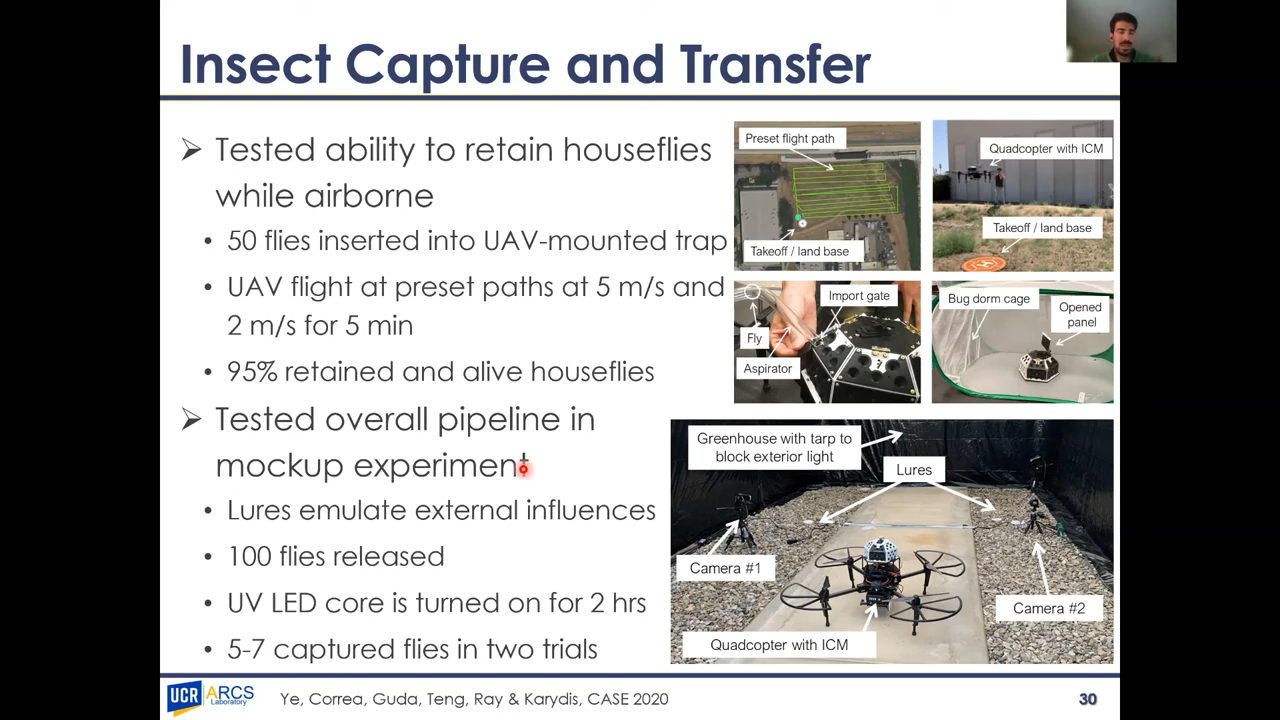 Insect Capture and Transfer
➢ Tested ability to retain houseflies
while airborne
• 50 flies inserted into UAV-mounted trap
• UAV flight at preset paths at 5 m/s and
2 m/s for 5 min
• 95% retained and alive houseflies
➢ Tested overall pipeline in
mockup experiment
• Lures emulate external influences
• 100 flies released
• UV LED core is turned on for 2 hrs
• 5-7 captured flies in two trials
Preset flight path
Takeoff / land base
Quadcopter with ICM
Takeoff / land base
H
Import gate
Fly
Aspirator
Bug dorm cage
Opened
panel
Greenhouse with tarp to
block exterior light
Lures
Camera #1
Camera #2
Quadcopter with ICM
UCR ARCS
Laboratory
Ye, Correa, Guda, Teng, Ray & Karydis, CASE 2020
30